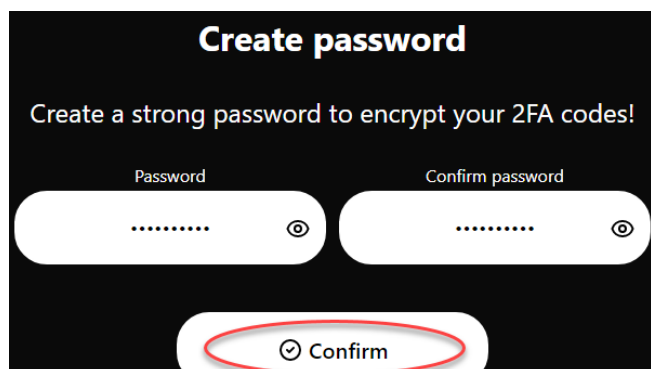 Create password
Create a strong password to encrypt your 2FA codes!
Password Confirm password
•••••••••• ••••••••••
Confirm